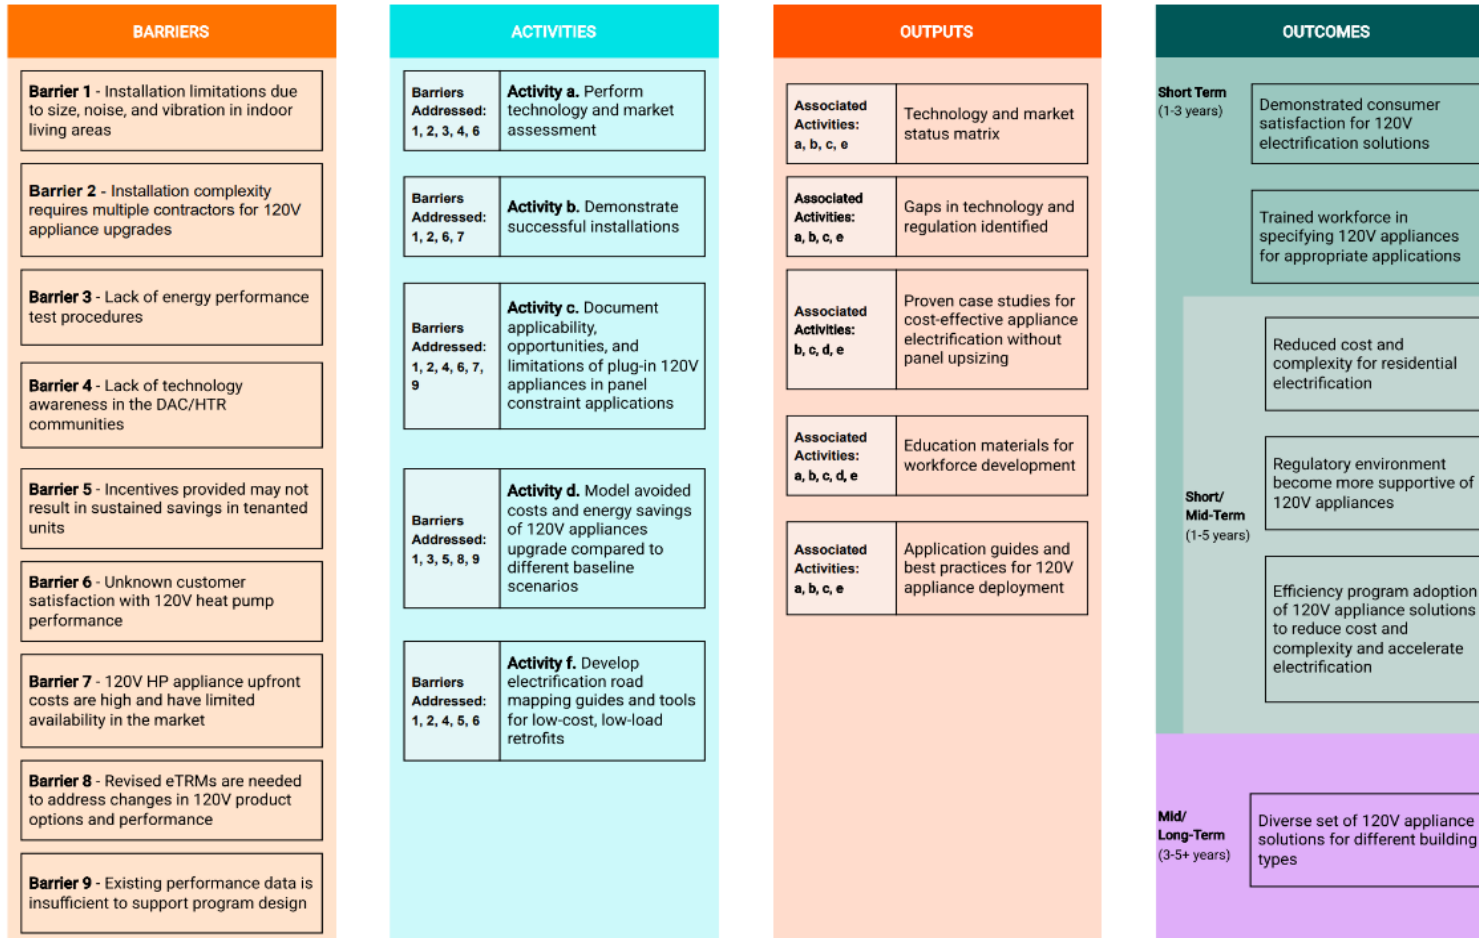 BARRIERS
Barrier 1 - Installation limitations due
to size, noise, and vibration in indoor
living areas
Barrier 2 - Installation complexity
requires multiple contractors for 120V
appliance upgrades
Barrier 3 - Lack of energy performance
test procedures
Barrier 4 - Lack of technology
awareness in the DAC/HTR
communities
Barrier 5 - Incentives provided may not
result in sustained savings in tenanted
units
Barrier 6 - Unknown customer
satisfaction with 120V heat pump
performance
Barrier 7 - 120V HP appliance upfront
costs are high and have limited
availability in the market
Barrier 8 - Revised eTRMs are needed
to address changes in 120V product
options and performance
Barrier 9 - Existing performance data is
insufficient to support program design
ACTIVITIES
Barriers
Addressed:
1, 2, 3, 4, 6
Activity a. Perform
technology and market
assessment
Barriers
Addressed:
1, 2, 6, 7
Activity b. Demonstrate
successful installations
Barriers
Addressed:
1, 2, 4, 6, 7,
9
Activity c. Document
applicability,
opportunities, and
limitations of plug-in 120V
appliances in panel
constraint applications
Barriers
Addressed:
1, 3, 5, 8, 9
Activity d. Model avoided
costs and energy savings
of 120V appliances
upgrade compared to
different baseline
scenarios
Barriers
Addressed:
1, 2, 4, 5, 6
Activity f. Develop
electrification road
mapping guides and tools
for low-cost, low-load
retrofits
OUTPUTS
Associated
Activities:
a, b, c, e
Technology and market
status matrix
Associated
Activities:
a, b, c, e
Gaps in technology and
regulation identified
Associated
Activities:
b, c, d, e
Proven case studies for
cost-effective appliance
electrification without
panel upsizing
Associated
Activities:
a, b, c, d, e
Education materials for
workforce development
Associated
Activities:
a, b, c, e
Application guides and
best practices for 120V
appliance deployment
OUTCOMES
Short Term
(1-3 years)
Demonstrated consumer
satisfaction for 120V
electrification solutions
Trained workforce in
specifying 120V appliances
for appropriate applications
Short/
Mid-Term
(1-5 years)
Reduced cost and
complexity for residential
electrification
Regulatory environment
become more supportive of
120V appliances
Efficiency program adoption
of 120V appliance solutions
to reduce cost and
complexity and accelerate
electrification
Mid/
Long-Term
(3-5+ years)
Diverse set of 120V appliance
solutions for different building
types